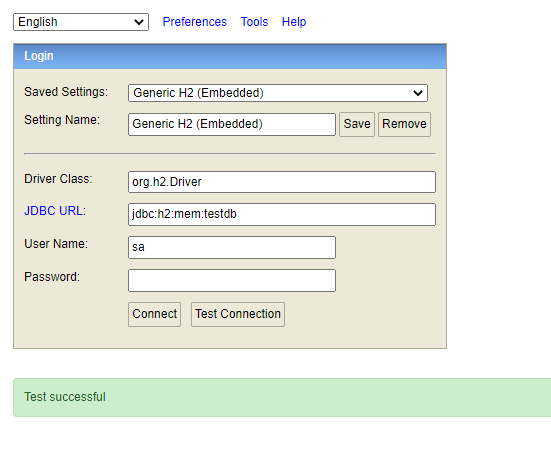 English Preferences Tools Help
Login
Saved Settings: Generic H2 (Embedded)
Setting Name: Generic H2 (Embedded) Save Remove
Driver Class: org.h2.Driver
JDBC URL: jdbc:h2:mem:testdb
User Name: sa
Password:
Connect Test Connection
Test successful